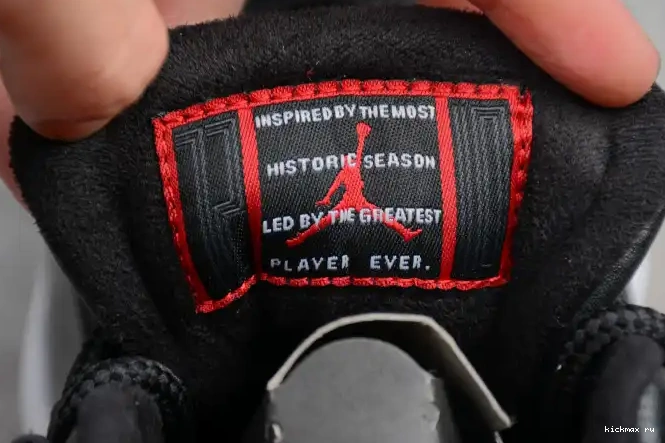 INSPIRED BY THE MOST
HISTORIC SEASON
LED BY THE GREATEST
PLAYER EVER.
kickmax ru